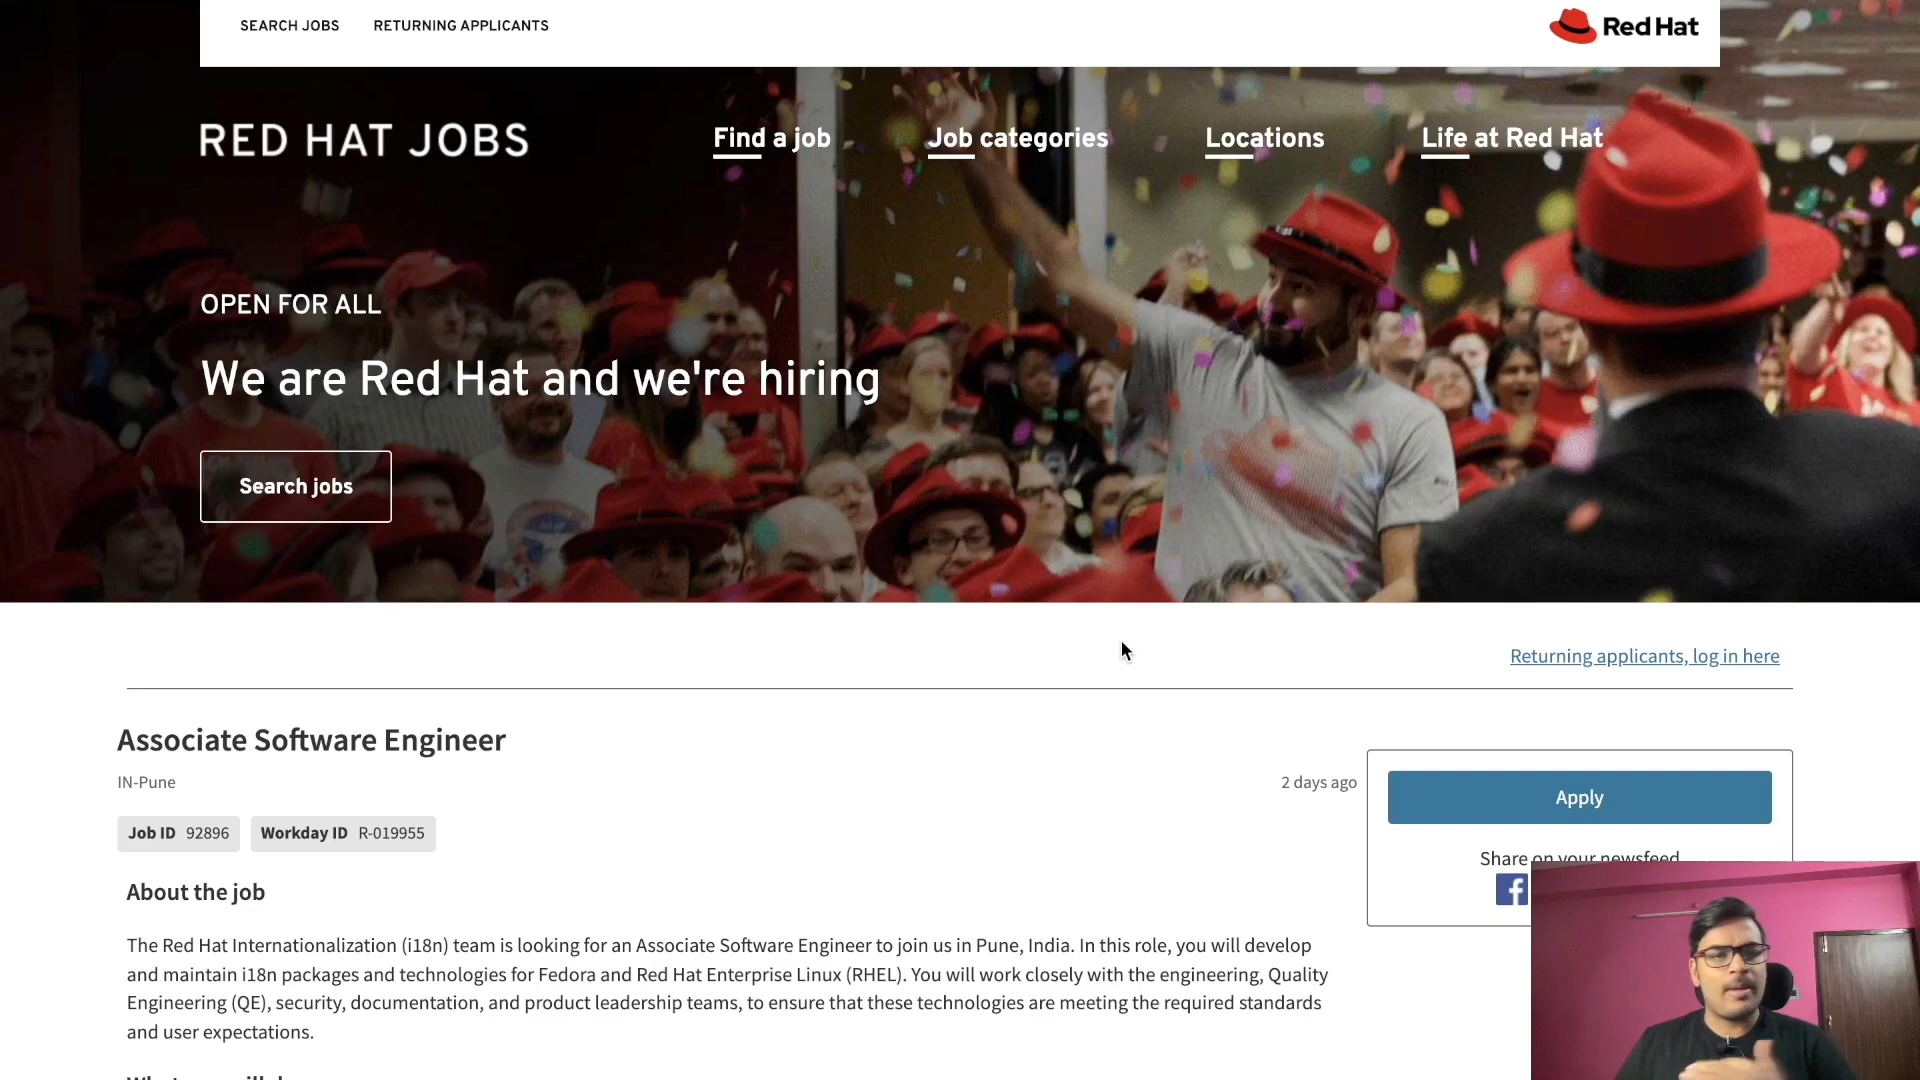 SEARCH JOBS RETURNING APPLICANTS
Red Hat
RED HAT JOBS
Find a job Job categories Locations Life at Red Hat
OPEN FOR ALL
We are Red Hat and we're hiring
Search jobs
Returning applicants, log in here
Associate Software Engineer
IN-Pune
2 days ago
Apply
Job ID 92896 Workday ID R-019955
Share on your newsfeed
About the job
The Red Hat Internationalization (i18n) team is looking for an Associate Software Engineer to join us in Pune, India. In this role, you will develop
and maintain i18n packages and technologies for Fedora and Red Hat Enterprise Linux (RHEL). You will work closely with the engineering, Quality
Engineering (QE), security, documentation, and product leadership teams, to ensure that these technologies are meeting the required standards
and user expectations.